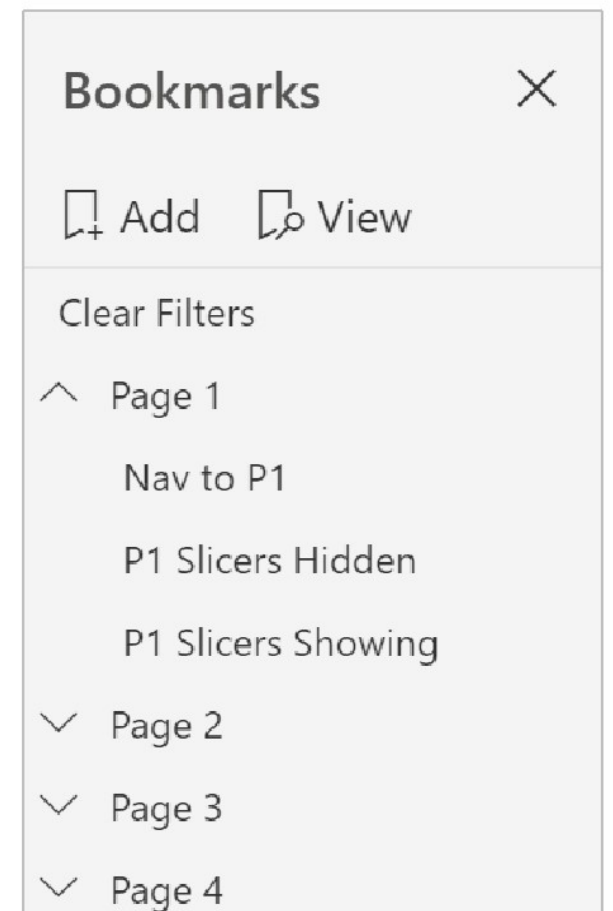 Bookmarks
Add View
Clear Filters
Page 1
Nav to P1
P1 Slicers Hidden
P1 Slicers Showing
Page 2
Page 3
Page 4